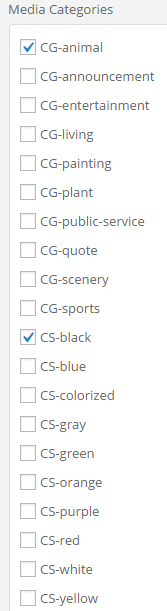 Media Categories
CG-animal
CG-announcement
CG-entertainment
CG-living
CG-painting
CG-plant
CG-public-service
CG-quote
CG-scenery
CG-sports
CS-black
CS-blue
CS-colorized
CS-gray
CS-green
CS-orange
CS-purple
CS-red
CS-white
CS-yellow